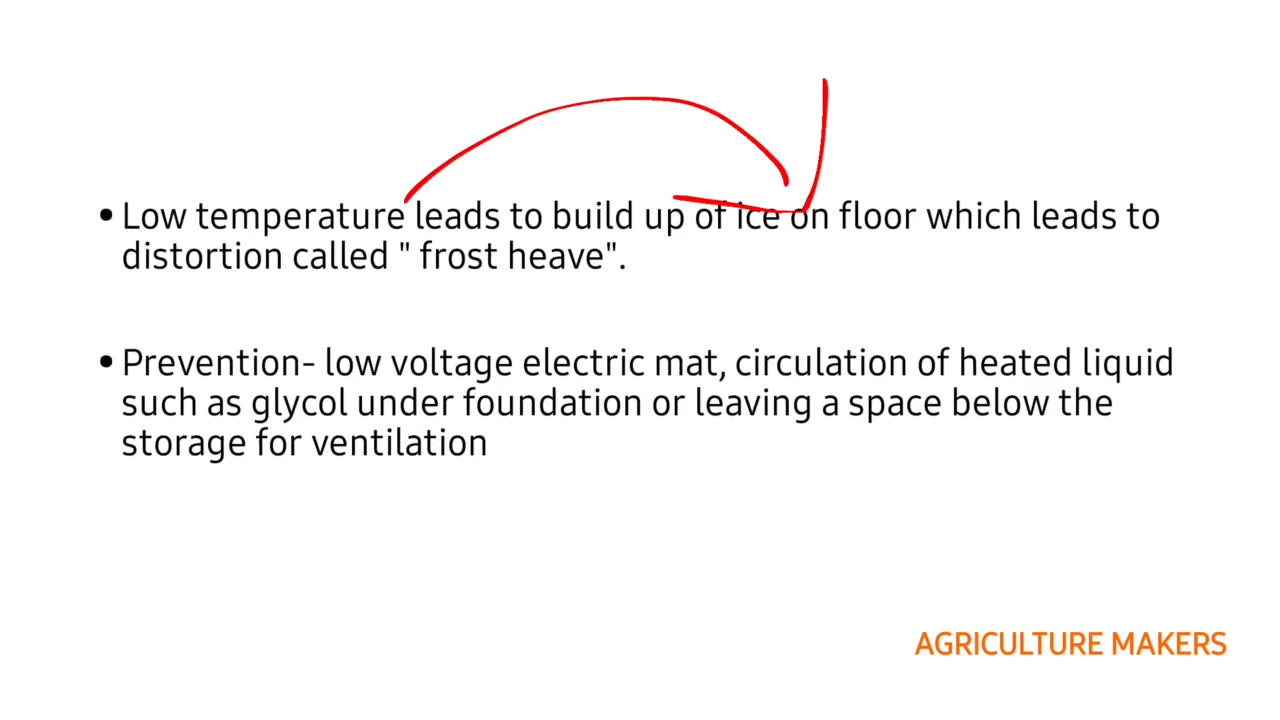 • Low temperature leads to build up of ice on floor which leads to
distortion called " frost heave".
• Prevention- low voltage electric mat, circulation of heated liquid
such as glycol under foundation or leaving a space below the
storage for ventilation
AGRICULTURE MAKERS